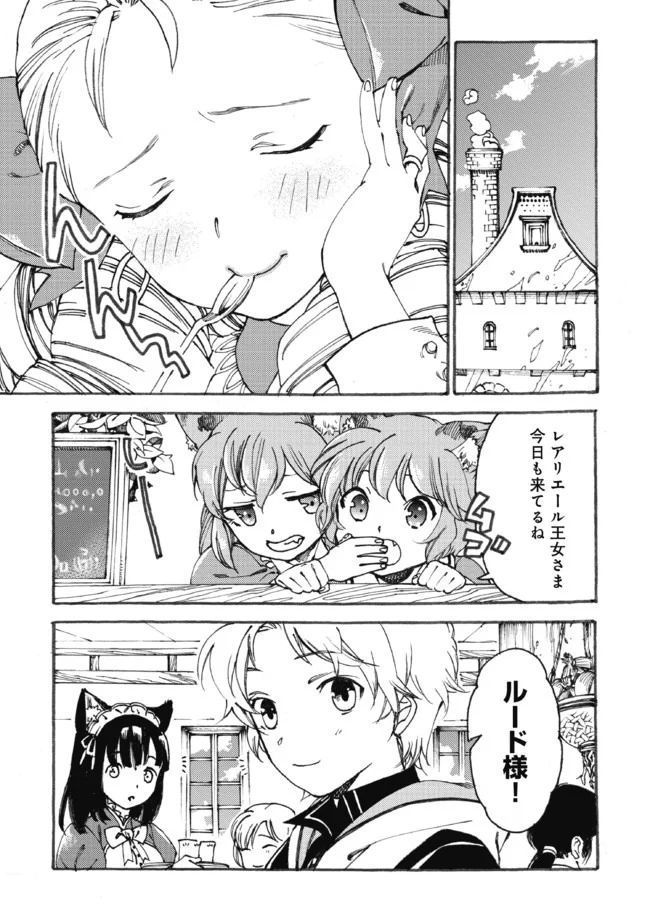 んん
んん〜
レアリエール王女さま
今日も来てるね
ムグ
ルード様！